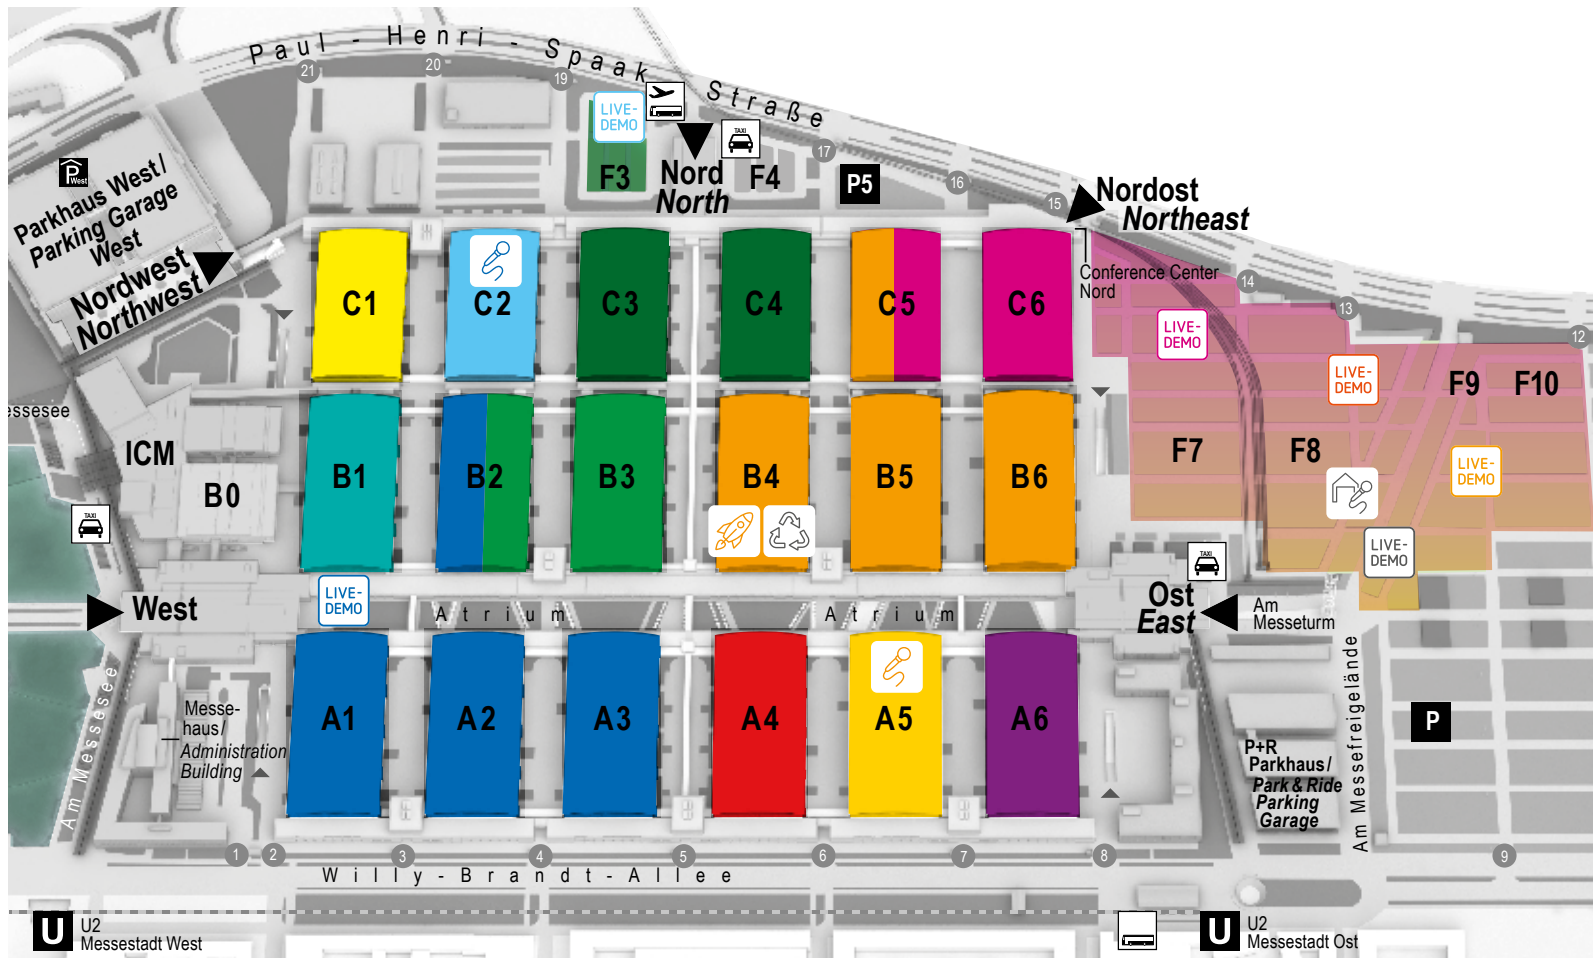 Paul - Henri - Spaak - Straße
21
20
19
17
16
15
14
13
12
LIVE-
DEMO
F3
Nord
North
TAXI
F4
P5
Nordost
Northeast
Conference Center
Nord
P
West
Parkhaus West /
Parking Garage
West
Nordwest
Northwest
C1
C2
C3
C4
C5
C6
LIVE-
DEMO
LIVE-
DEMO
F9
F10
essesee
ICM
B0
B1
B2
B3
B4
B5
B6
F7
F8
LIVE-
DEMO
TAXI
LIVE-
DEMO
TAXI
West
LIVE-
DEMO
Atrium
Atrium
Ost
East
Am
Messeturm
Am Messesee
Messe-
haus /
Administration
Building
A1
A2
A3
A4
A5
A6
P+R
Parkhaus /
Park & Ride
Parking
Garage
Am Messefreigelände
P
1
2
3
4
5
6
7
8
9
Willy-Brandt-Allee
U
U2
Messestadt West
U
U2
Messestadt Ost